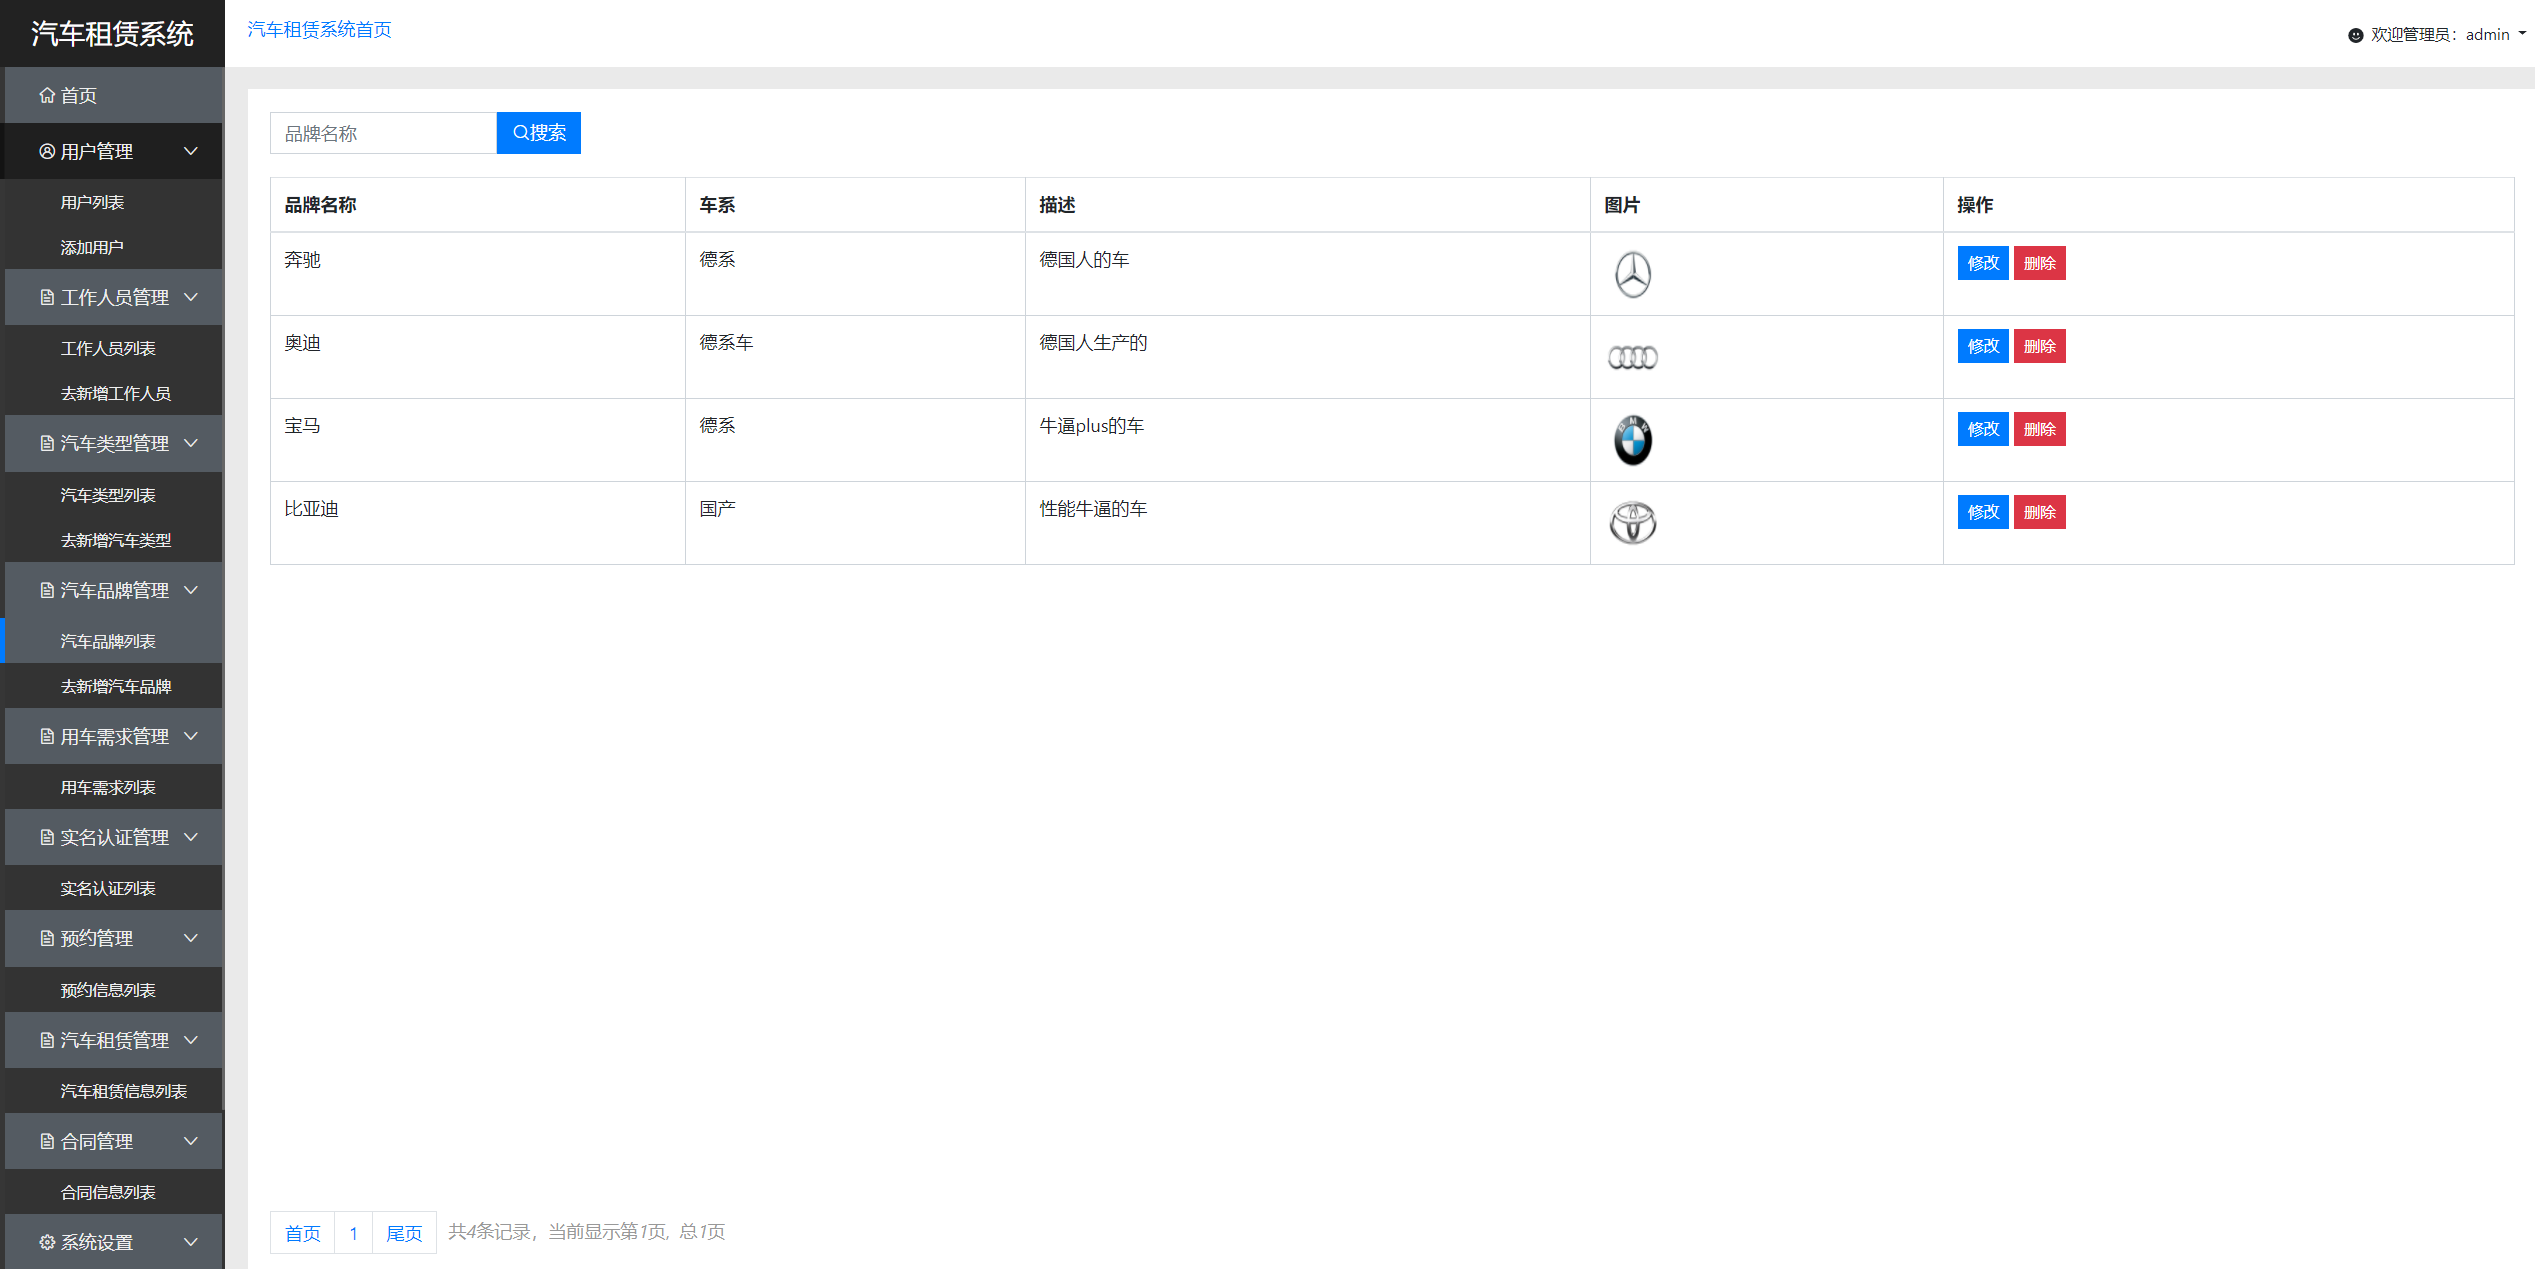 汽车租赁系统
汽车租赁系统首页
欢迎管理员：admin
首页
用户管理
用户列表
添加用户
工作人员管理
工作人员列表
去新增工作人员
汽车类型管理
汽车类型列表
去新增汽车类型
汽车品牌管理
汽车品牌列表
去新增汽车品牌
用车需求管理
用车需求列表
实名认证管理
实名认证列表
预约管理
预约信息列表
汽车租赁管理
汽车租赁信息列表
合同管理
合同信息列表
系统设置
品牌名称 搜索
品牌名称 车系 描述 图片 操作
奔驰 德系 德国人的车 修改 删除
奥迪 德系车 德国人生产的 修改 删除
宝马 德系 牛逼plus的车 BMW 修改 删除
比亚迪 国产 性能牛逼的车 修改 删除
首页 1 尾页 共4条记录，当前显示第1页, 总1页